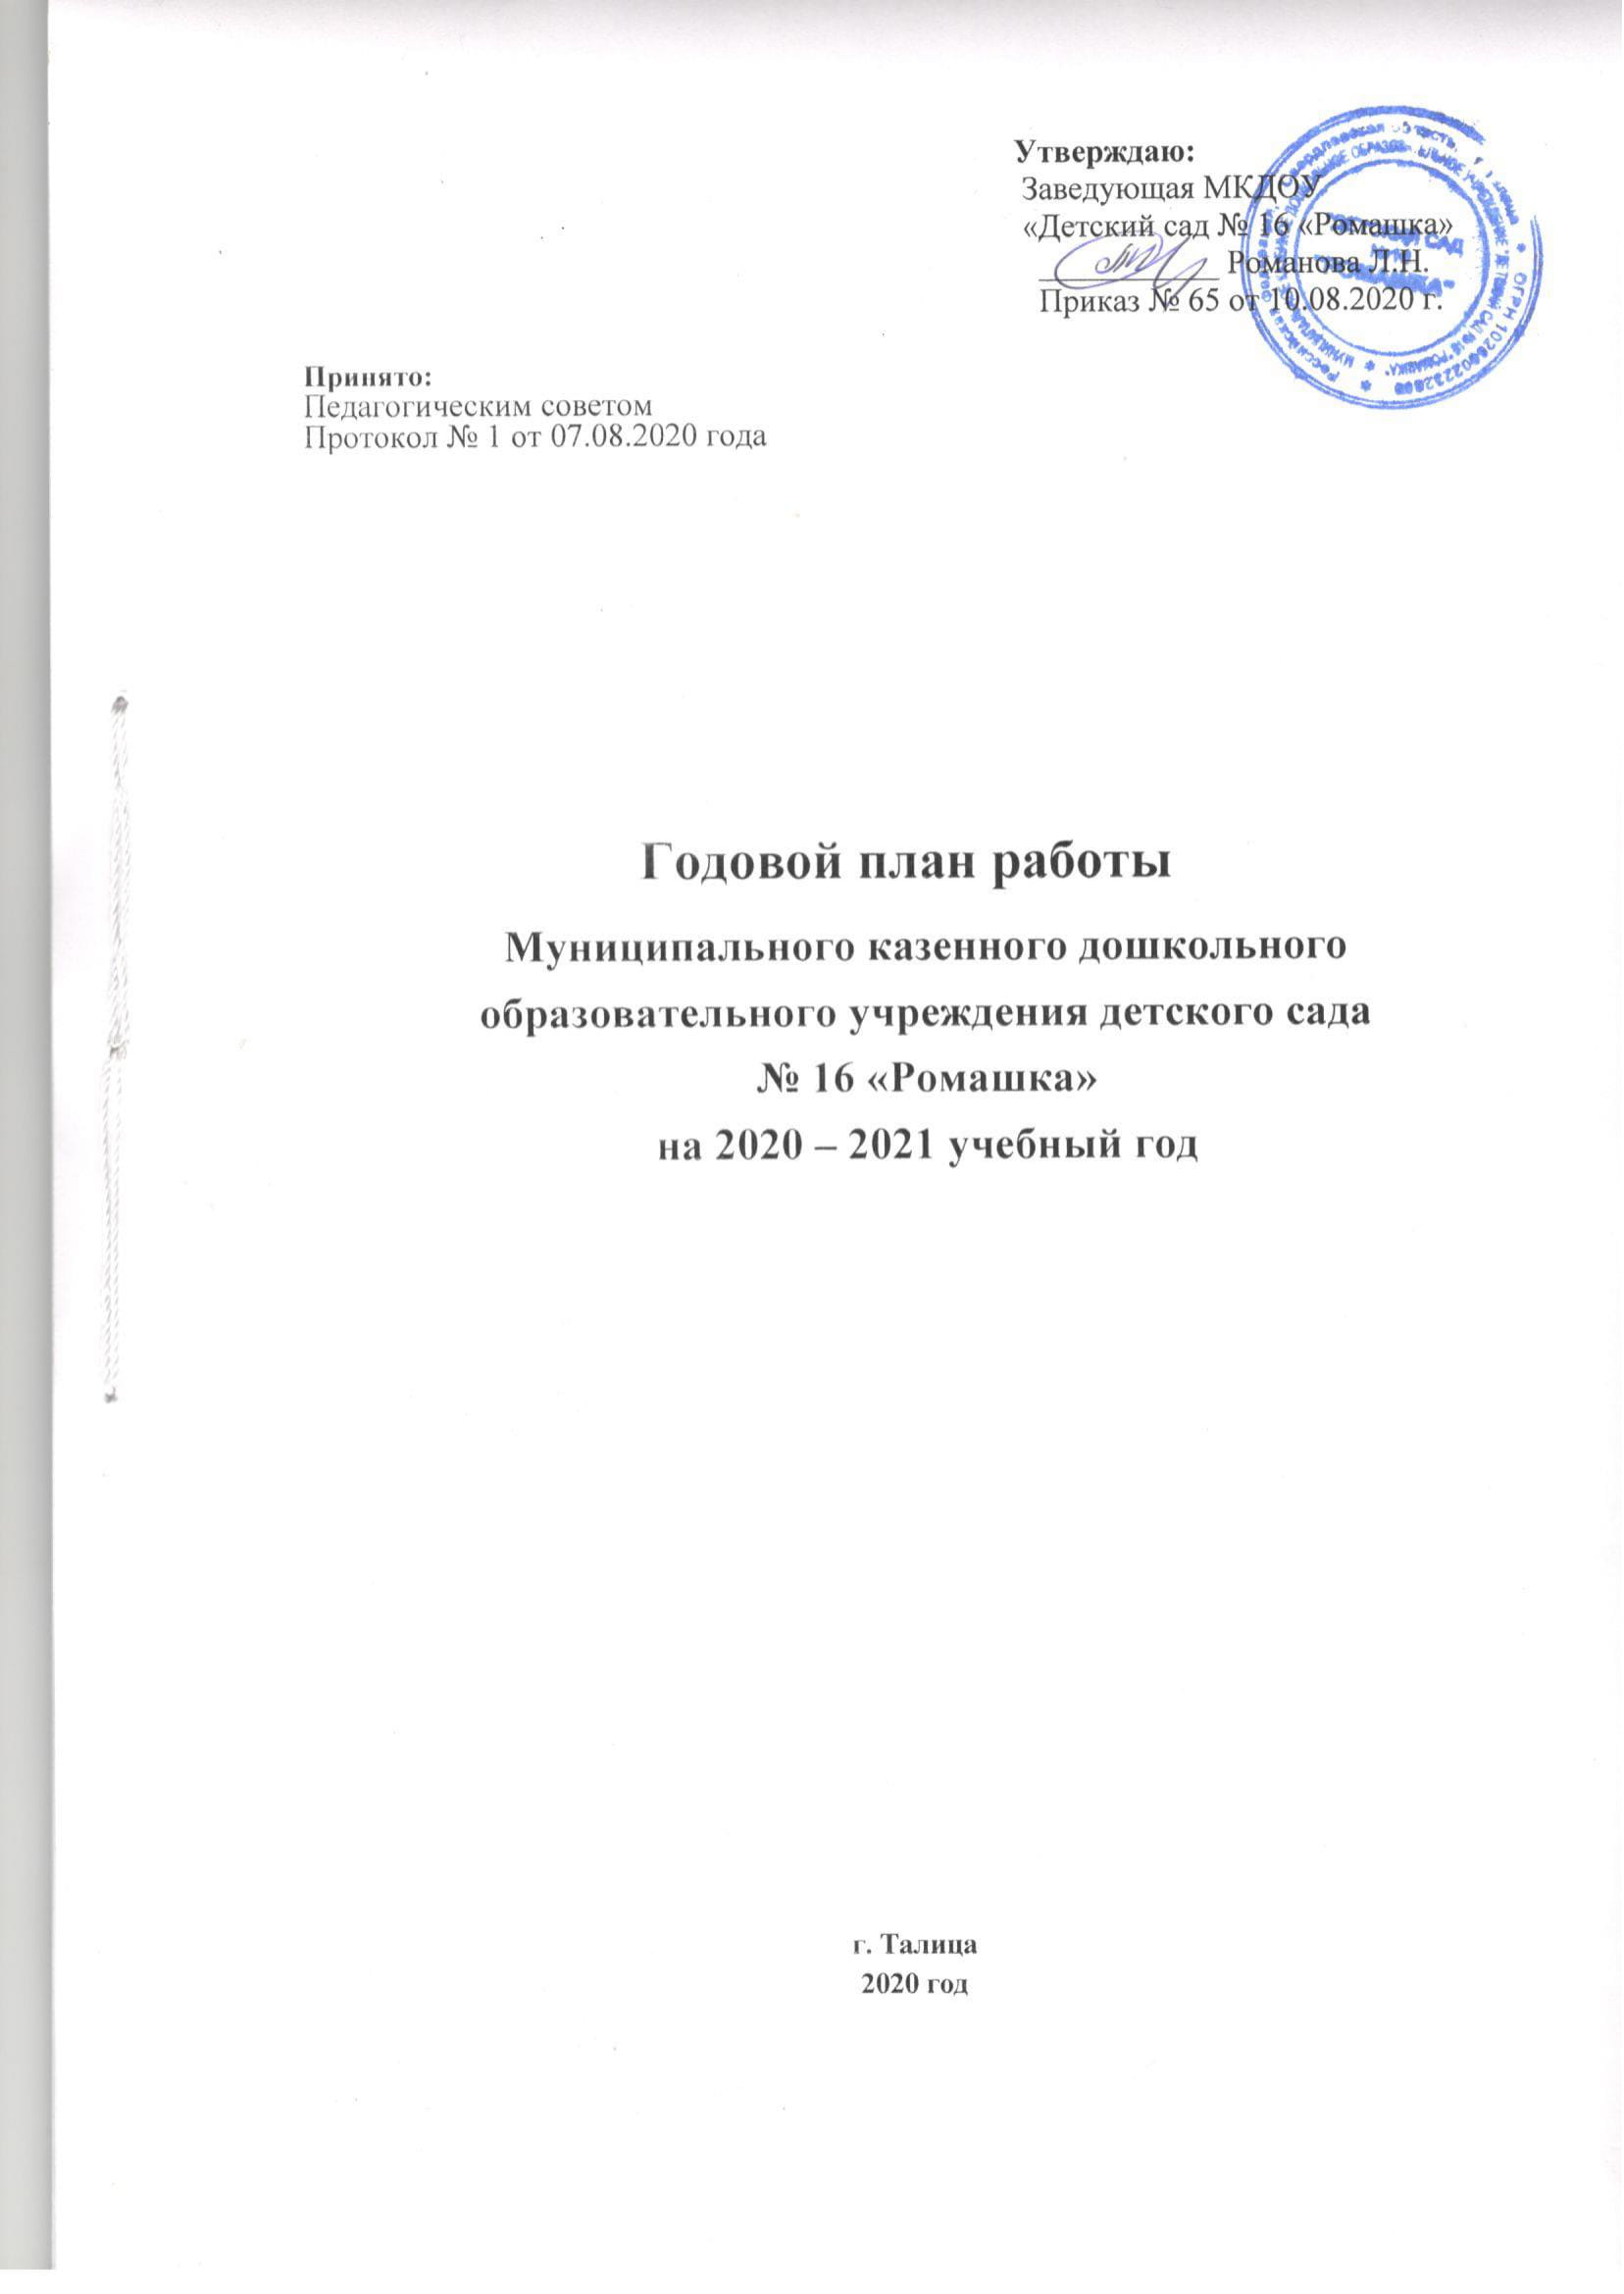 Утверждаю:
Заведующая МКДОУ
«Детский сад № 16 «Ромашка»
Романова Л.Н.
Приказ № 65 от 10.08.2020 г.
Принято:
Педагогическим советом
Протокол № 1 от 07.08.2020 года
Годовой план работы
Муниципального казенного дошкольного
образовательного учреждения детского сада
№ 16 «Ромашка»
на 2020 – 2021 учебный год
г. Талица
2020 год